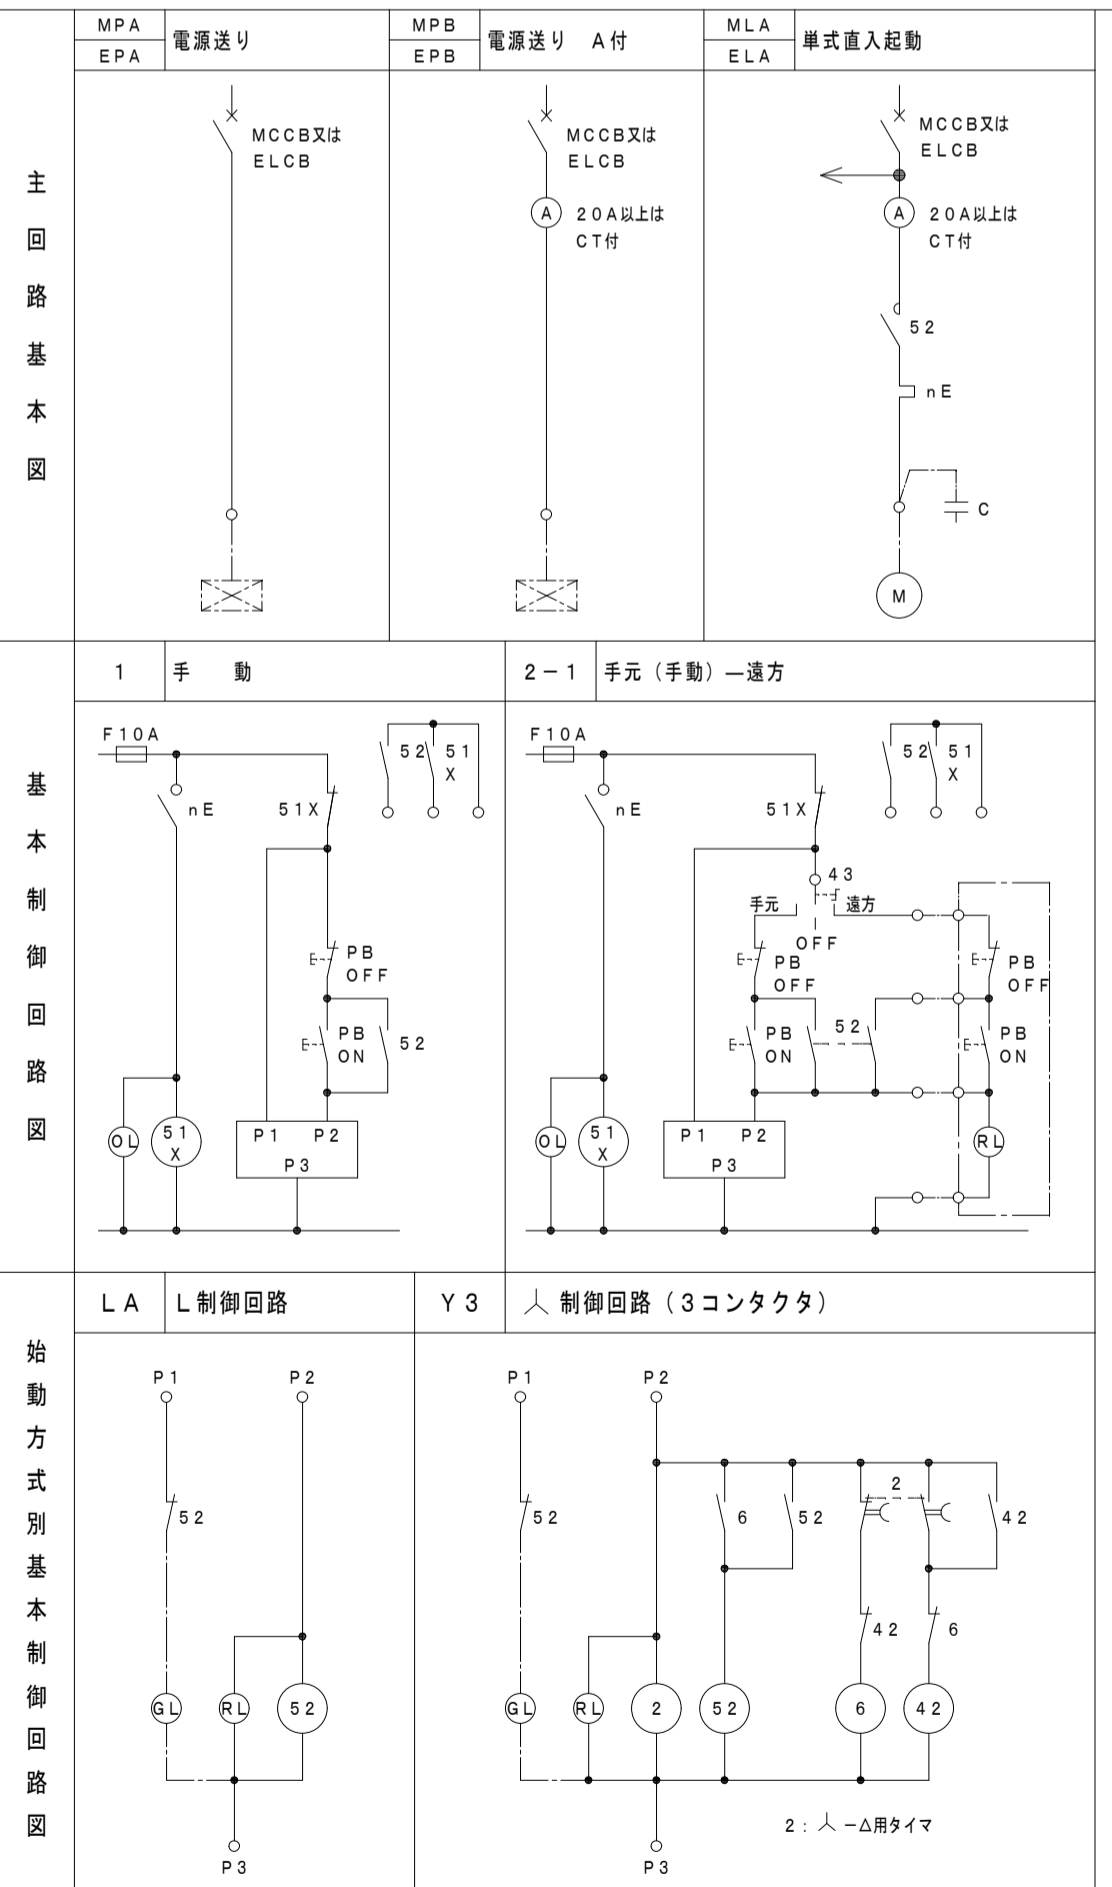 主回路基本図
MPA
EPA
電源送り
MCCB又は
ELCB
MPB
EPB
電源送り A付
MCCB又は
ELCB
A
20A以上は
CT付
MLA
ELA
単式直入起動
MCCB又は
ELCB
A
20A以上は
CT付
52
nE
C
M
基本制御回路図
1
手 動
F10A
nE
51X
52
51
X
PB
OFF
PB
ON
52
OL
51
X
P1
P2
P3
2-1
手元(手動)—遠方
F10A
nE
51X
52
51
X
43
手元
遠方
OFF
PB
OFF
PB
OFF
PB
ON
52
PB
ON
OL
51
X
P1
P2
P3
RL
始動方式別基本制御回路図
LA
L制御回路
P1
P2
52
GL
RL
52
P3
Y3
人制御回路(3コンタクタ)
P1
P2
52
6
52
2
42
42
6
GL
RL
2
52
6
42
2:人-△用タイマ
P3